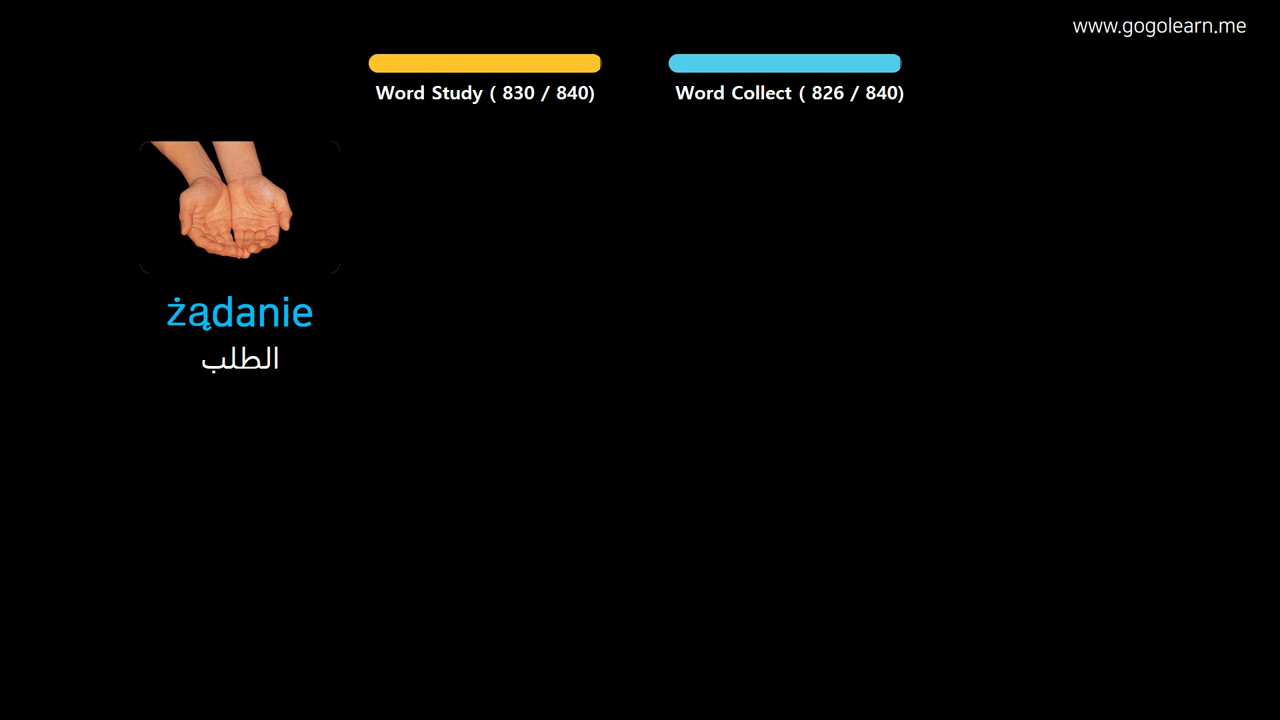 www.gogolearn.me
Word Study ( 830 / 840)
Word Collect ( 826 / 840)
żądanie
الطلب